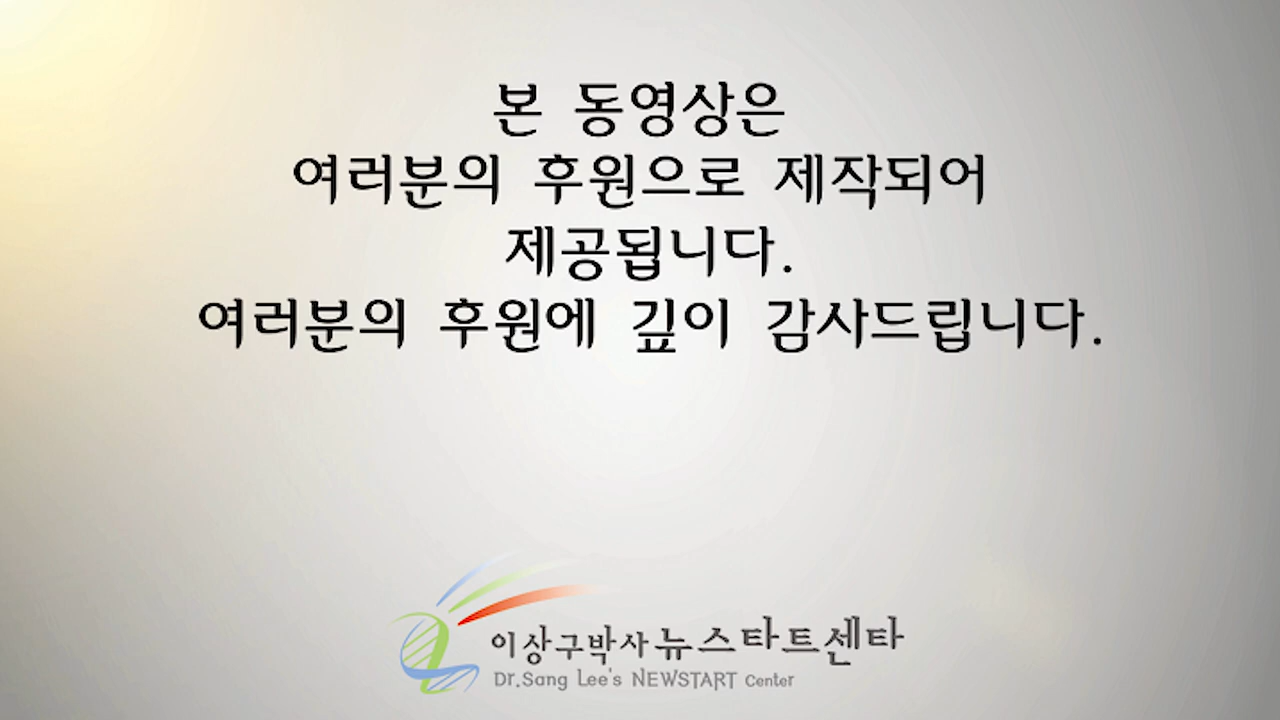 본 동영상은
여러분의 후원으로 제작되어
제공됩니다.
여러분의 후원에 깊이 감사드립니다.
이상구박사뉴스타트센타
Dr.Sang Lee's NEWSTART Center